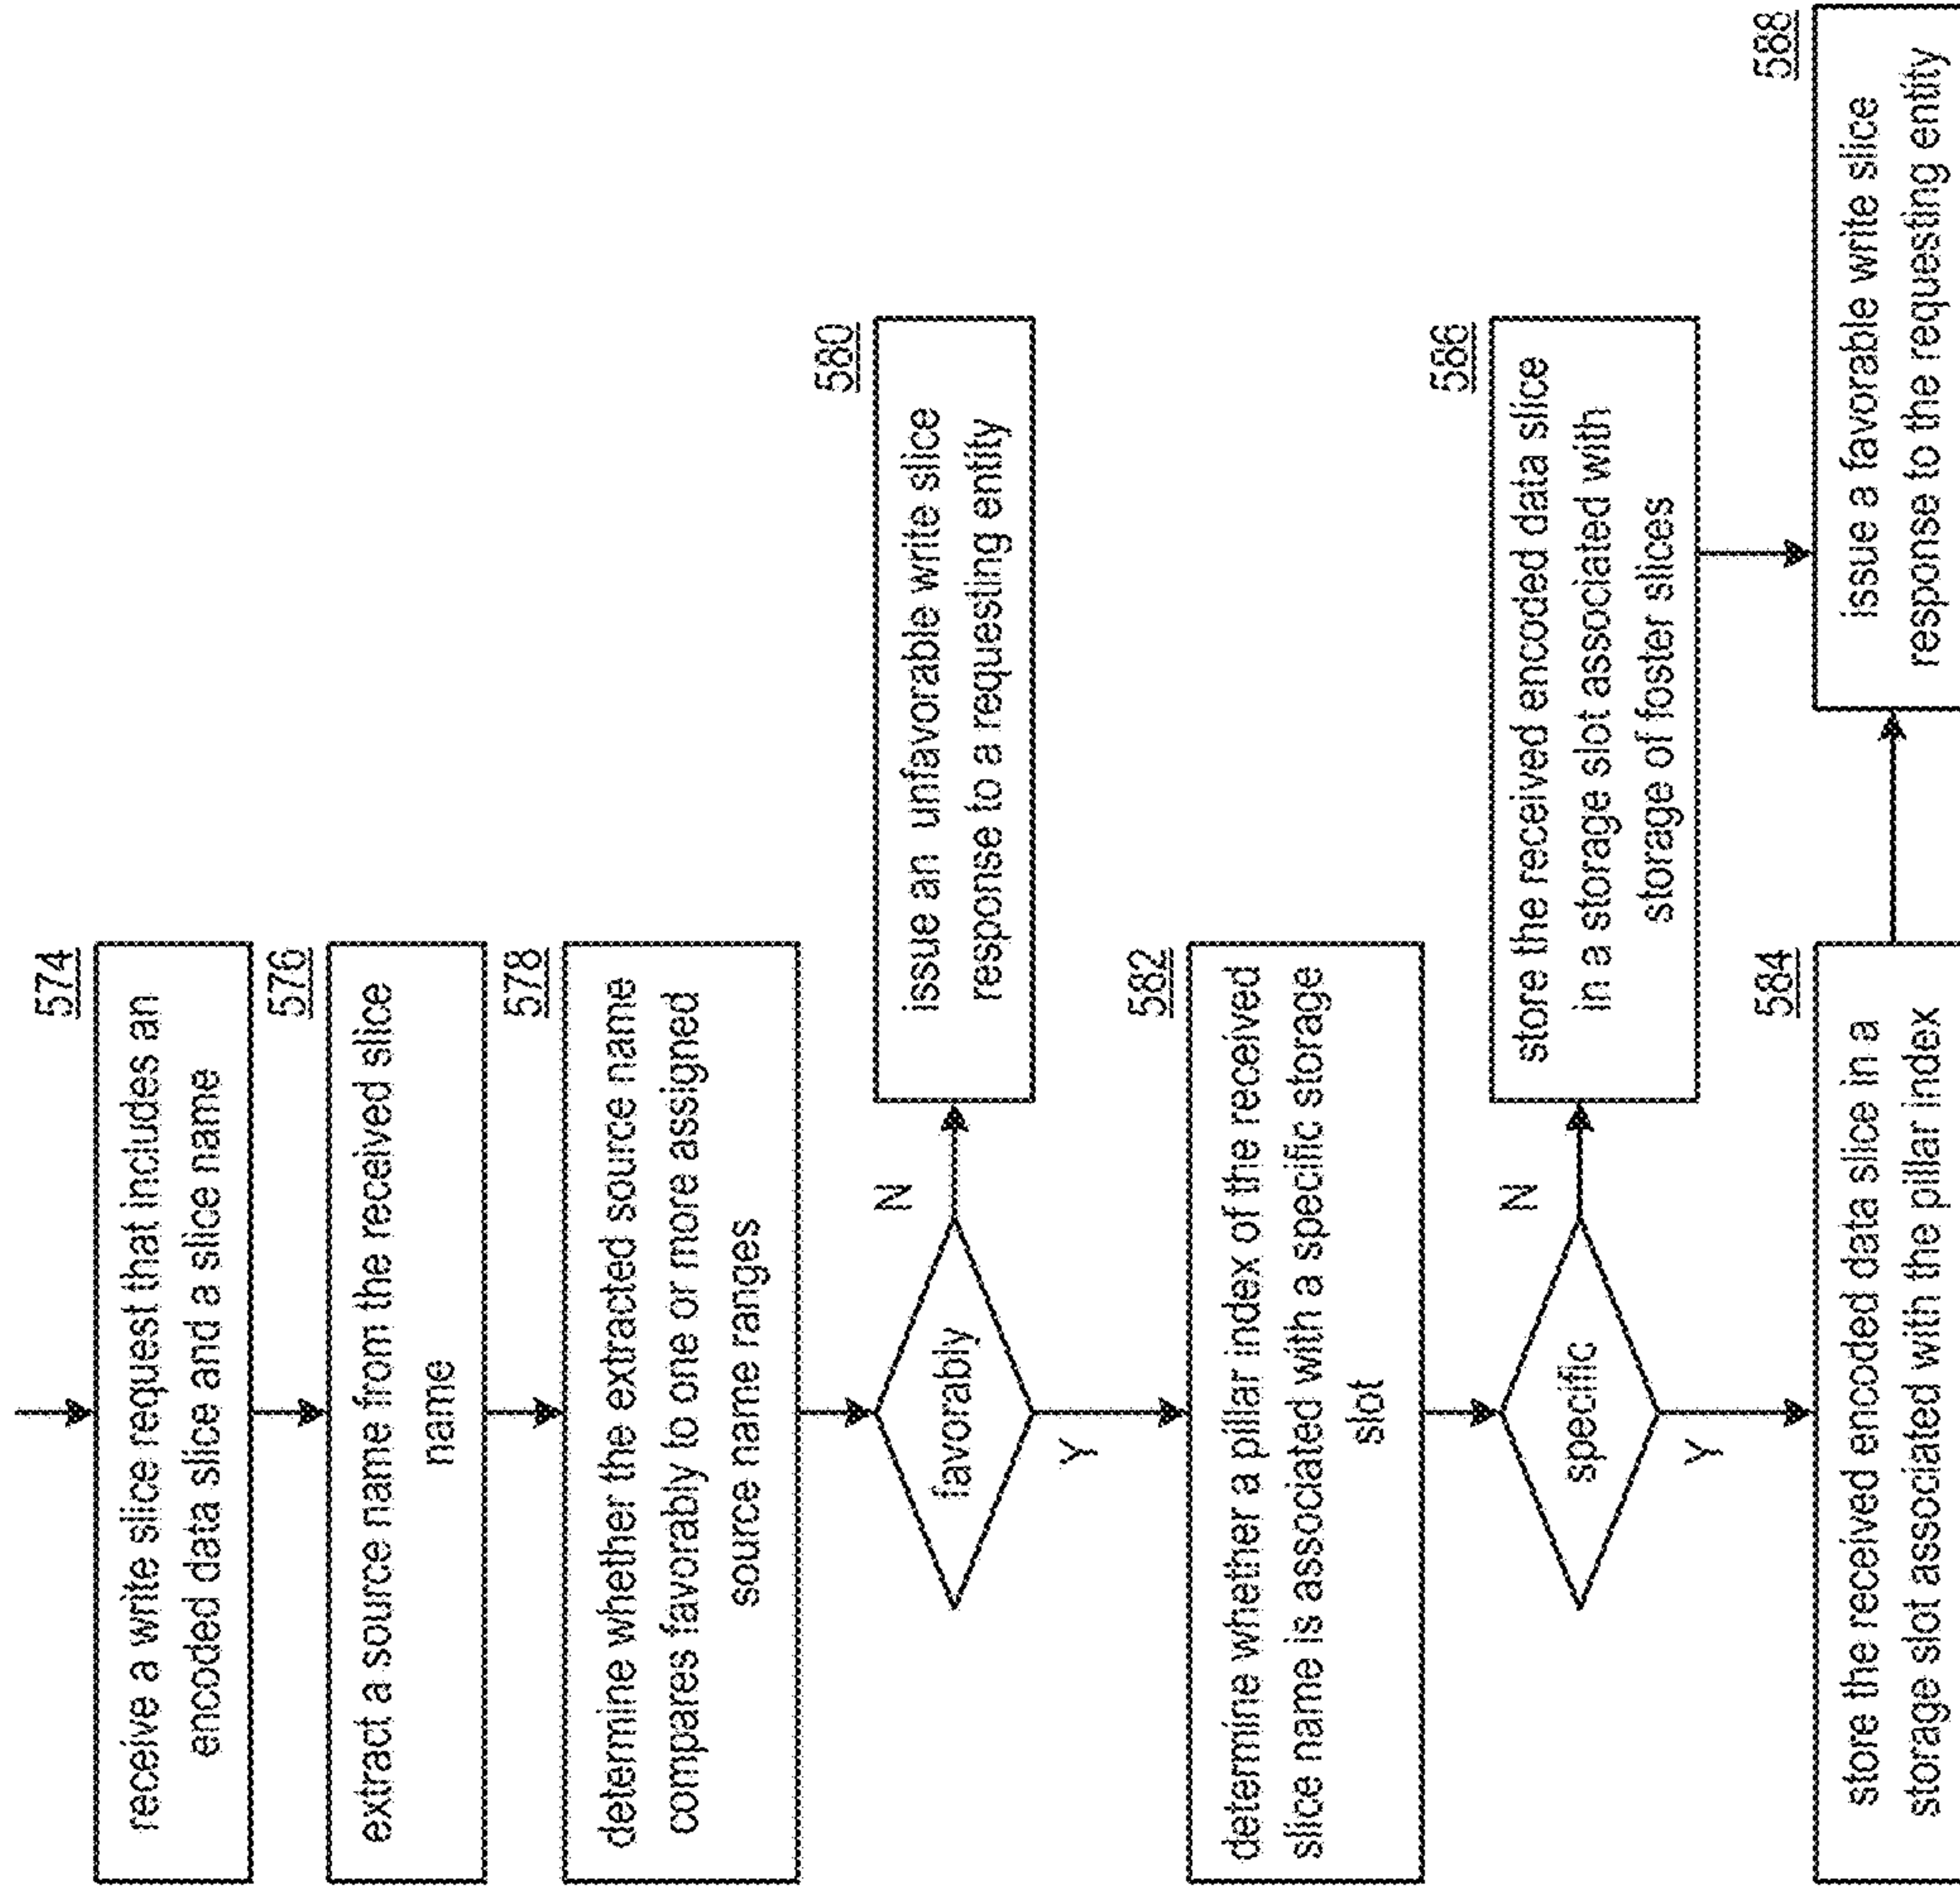 574
receive a write slice request that includes an
encoded data slice and a slice name
576
extract a source name from the received slice
name
578
determine whether the extracted source name
compares favorably to one or more assigned
source name ranges
favorably
N
Y
580
issue an unfavorable write slice
response to a requesting entity
582
determine whether a pillar index of the received
slice name is associated with a specific storage
slot
specific
N
Y
586
store the received encoded data slice
in a storage slot associated with
storage of foster slices
584
store the received encoded data slice in a
storage slot associated with the pillar index
588
issue a favorable write slice
response to the requesting entity